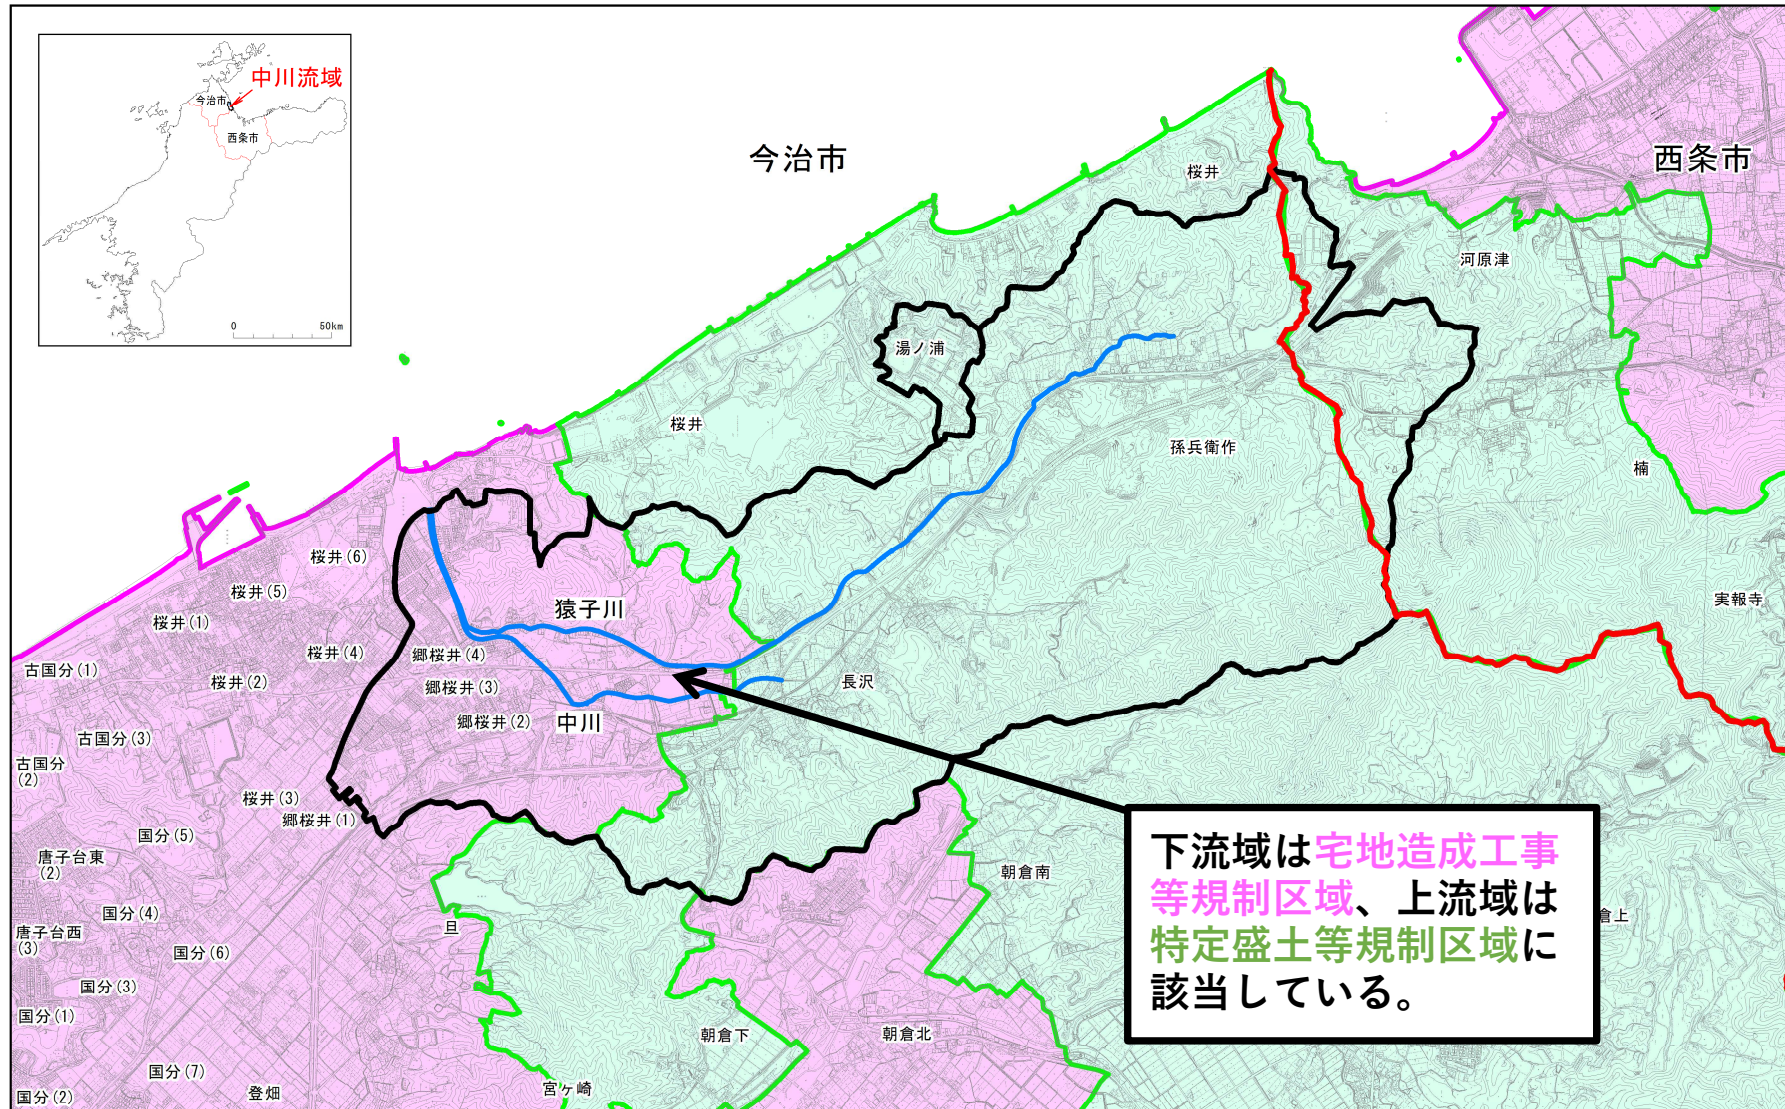 中川流域
今治市
西条市
0 50km
今治市
西条市
桜井
河原津
湯ノ浦
桜井
孫兵衛作
楠
桜井(6)
桜井(5)
桜井(1)
猿子川
実報寺
桜井(4)
郷桜井(4)
古国分(1)
桜井(2)
郷桜井(3)
長沢
郷桜井(2)
中川
古国分(3)
古国分
(2)
桜井(3)
郷桜井(1)
国分(5)
唐子台東
(2)
朝倉南
下流域は宅地造成工事
等規制区域、上流域は
特定盛土等規制区域に
該当している。
倉上
国分(4)
旦
唐子台西
(3)
国分(6)
国分(3)
国分(1)
朝倉下
朝倉北
国分(7)
登畑
宮ヶ崎
国分(2)